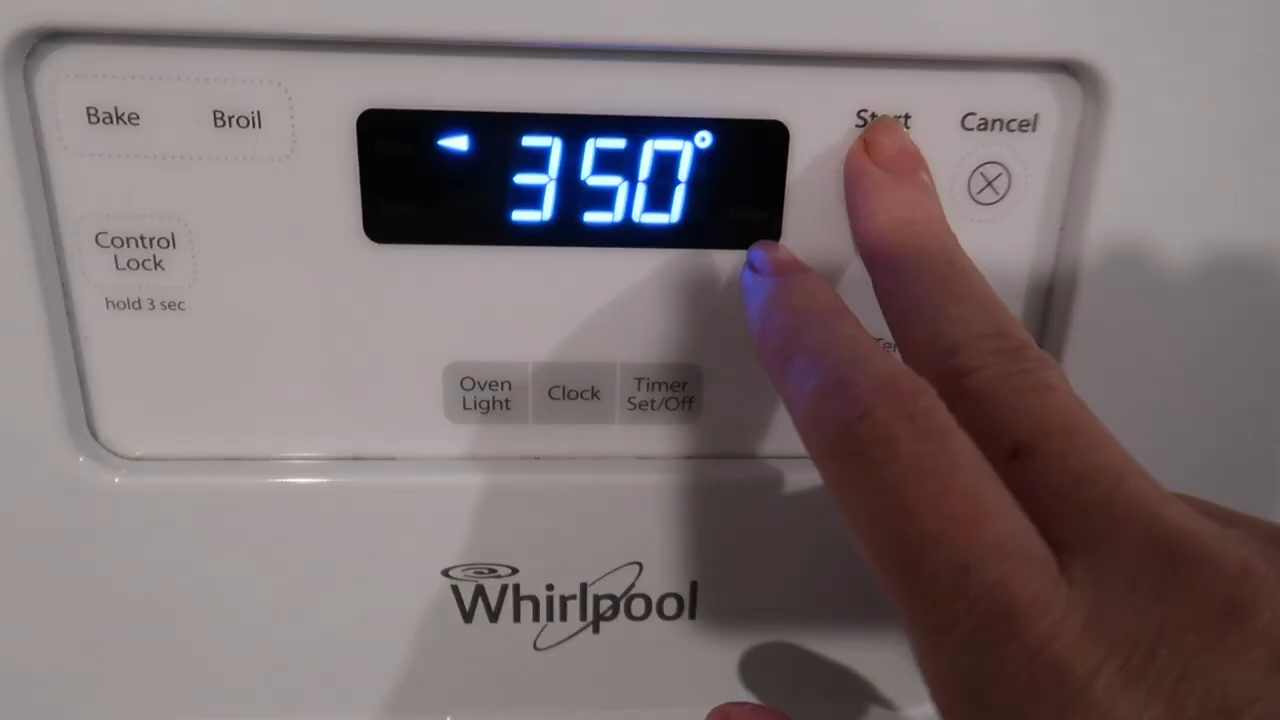 Bake
Broil
350°
Start
Cancel
Control
Lock
hold 3 sec
Oven
Light
Clock
Timer
Set/Off
Whirlpool